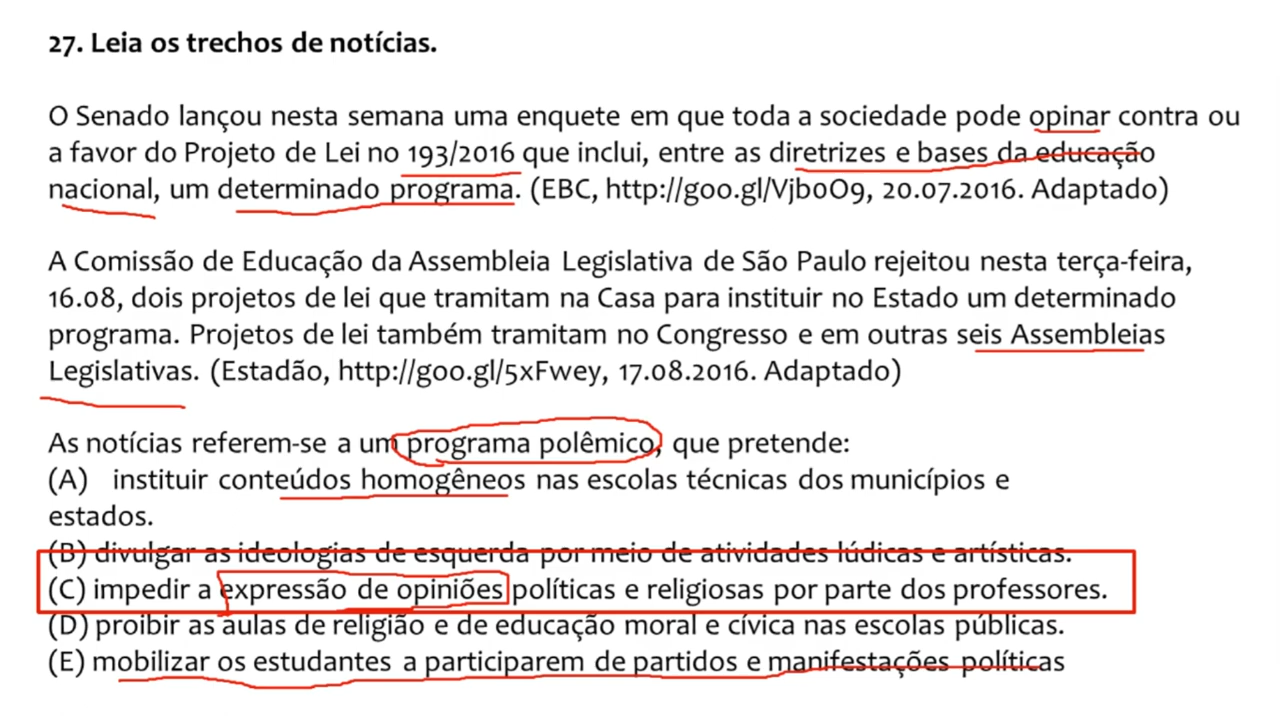 27. Leia os trechos de notícias.
O Senado lançou nesta semana uma enquete em que toda a sociedade pode opinar contra ou
a favor do Projeto de Lei no 193/2016 que inclui, entre as diretrizes e bases da educação
nacional, um determinado programa. (EBC, http://goo.gl/VjboO9, 20.07.2016. Adaptado)
A Comissão de Educação da Assembleia Legislativa de São Paulo rejeitou nesta terça-feira,
16.08, dois projetos de lei que tramitam na Casa para instituir no Estado um determinado
programa. Projetos de lei também tramitam no Congresso e em outras seis Assembleias
Legislativas. (Estadão, http://goo.gl/5xFwey, 17.08.2016. Adaptado)
As notícias referem-se a um programa polêmico, que pretende:
(A) instituir conteúdos homogêneos nas escolas técnicas dos municípios e
estados.
(B) divulgar as ideologias de esquerda por meio de atividades lúdicas e artísticas.
(C) impedir a expressão de opiniões políticas e religiosas por parte dos professores.
(D) proibir as aulas de religião e de educação moral e cívica nas escolas públicas.
(E) mobilizar os estudantes a participarem de partidos e manifestações políticas